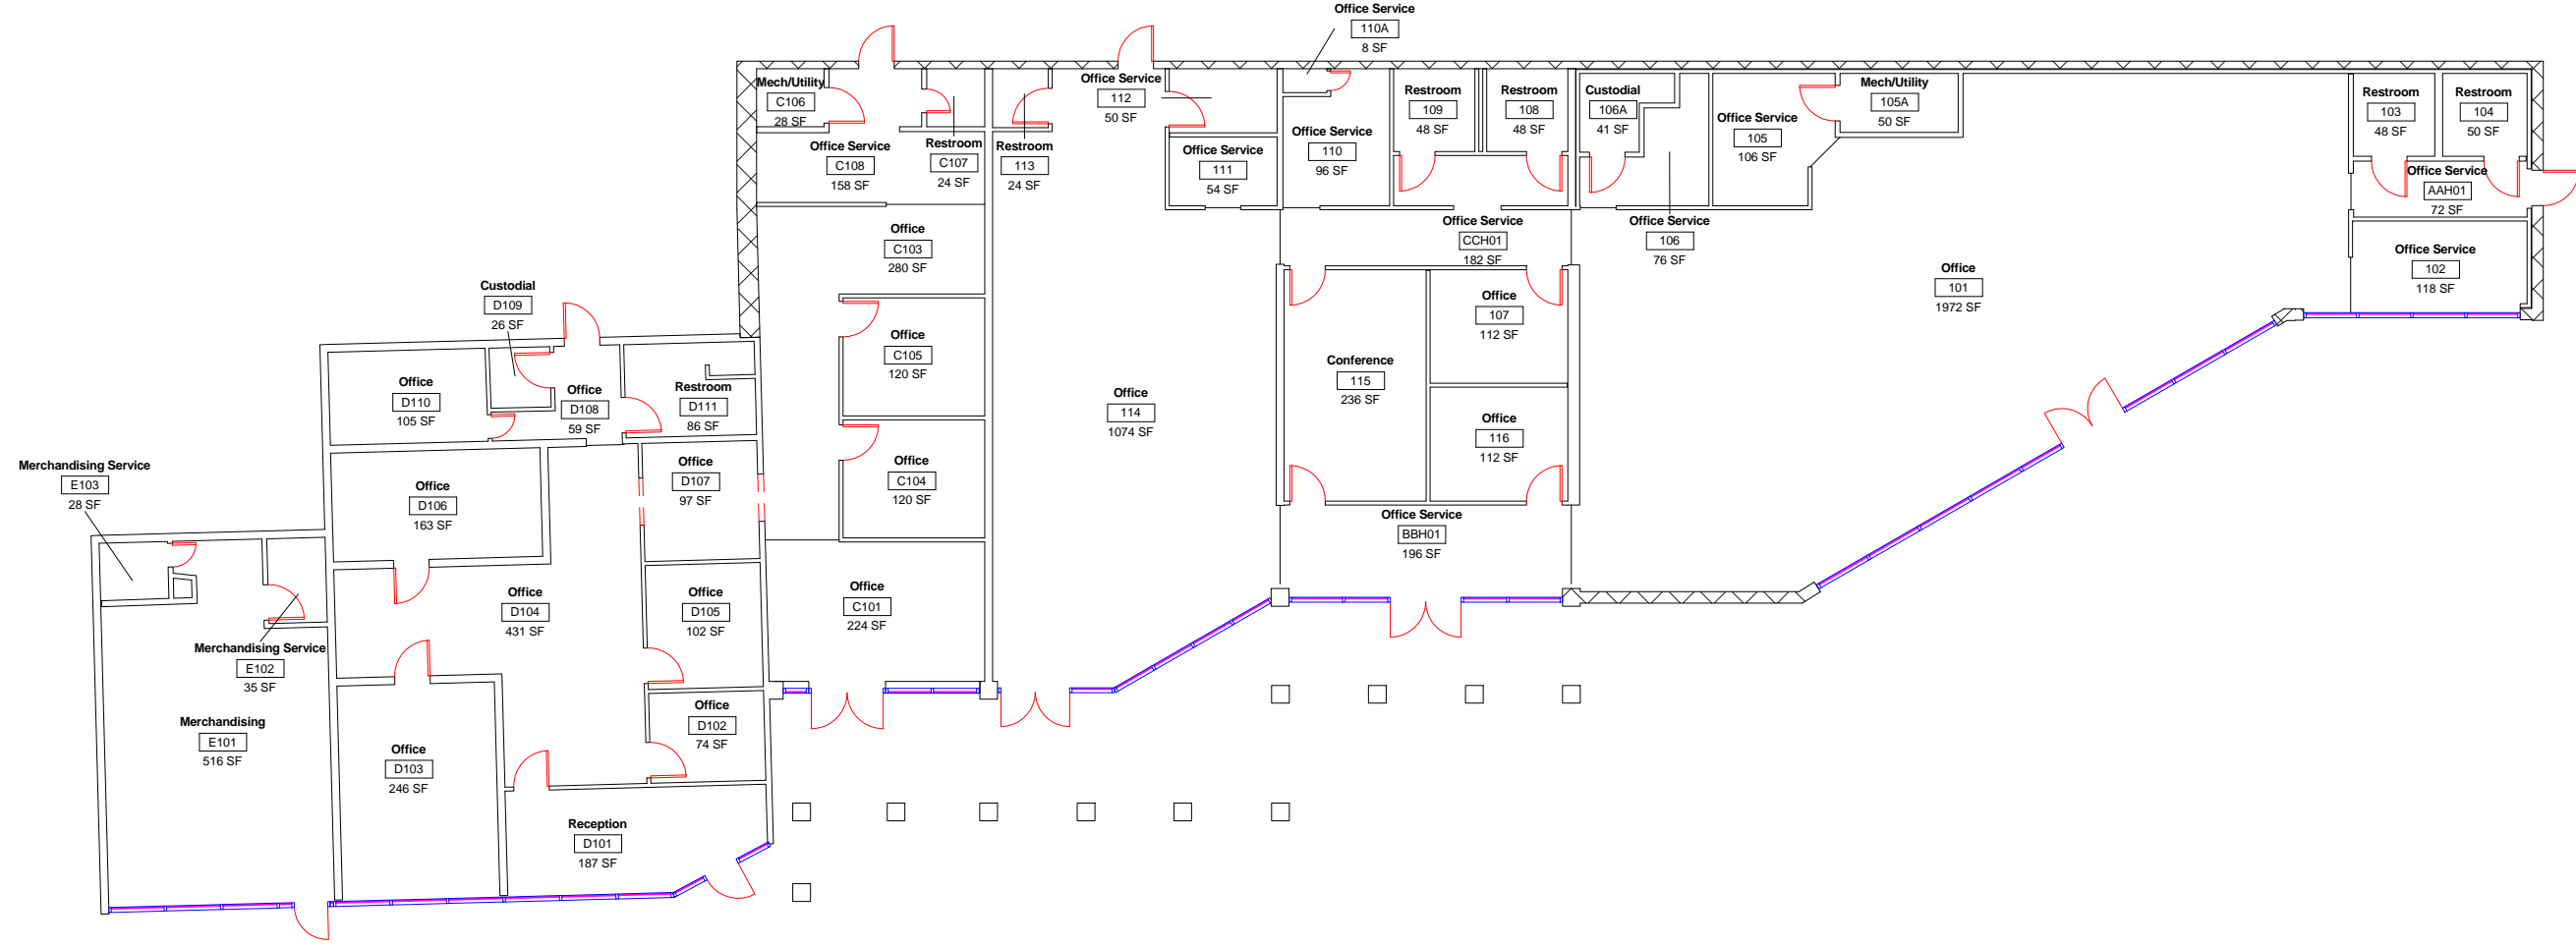 Office Service
110A
8 SF
Mech/Utility
C106
28 SF
Office Service
112
50 SF
Restroom
109
48 SF
Restroom
108
48 SF
Custodial
106A
41 SF
Office Service
105
106 SF
Mech/Utility
105A
50 SF
Restroom
103
48 SF
Restroom
104
50 SF
Office Service
C108
158 SF
Restroom
C107
24 SF
Restroom
113
24 SF
Office Service
111
54 SF
Office Service
110
96 SF
Office Service
AAH01
72 SF
Office
C103
280 SF
Office Service
CCH01
182 SF
Office Service
106
76 SF
Office
101
1972 SF
Office Service
102
118 SF
Custodial
D109
26 SF
Office
C105
120 SF
Office
107
112 SF
Conference
115
236 SF
Office
D110
105 SF
Office
D108
59 SF
Restroom
D111
86 SF
Office
114
1074 SF
Office
116
112 SF
Merchandising Service
E103
28 SF
Office
D106
163 SF
Office
D107
97 SF
Office
C104
120 SF
Office Service
BBH01
196 SF
Office
D104
431 SF
Office
D105
102 SF
Office
C101
224 SF
Merchandising Service
E102
35 SF
Merchandising
E101
516 SF
Office
D102
74 SF
Office
D103
246 SF
Reception
D101
187 SF